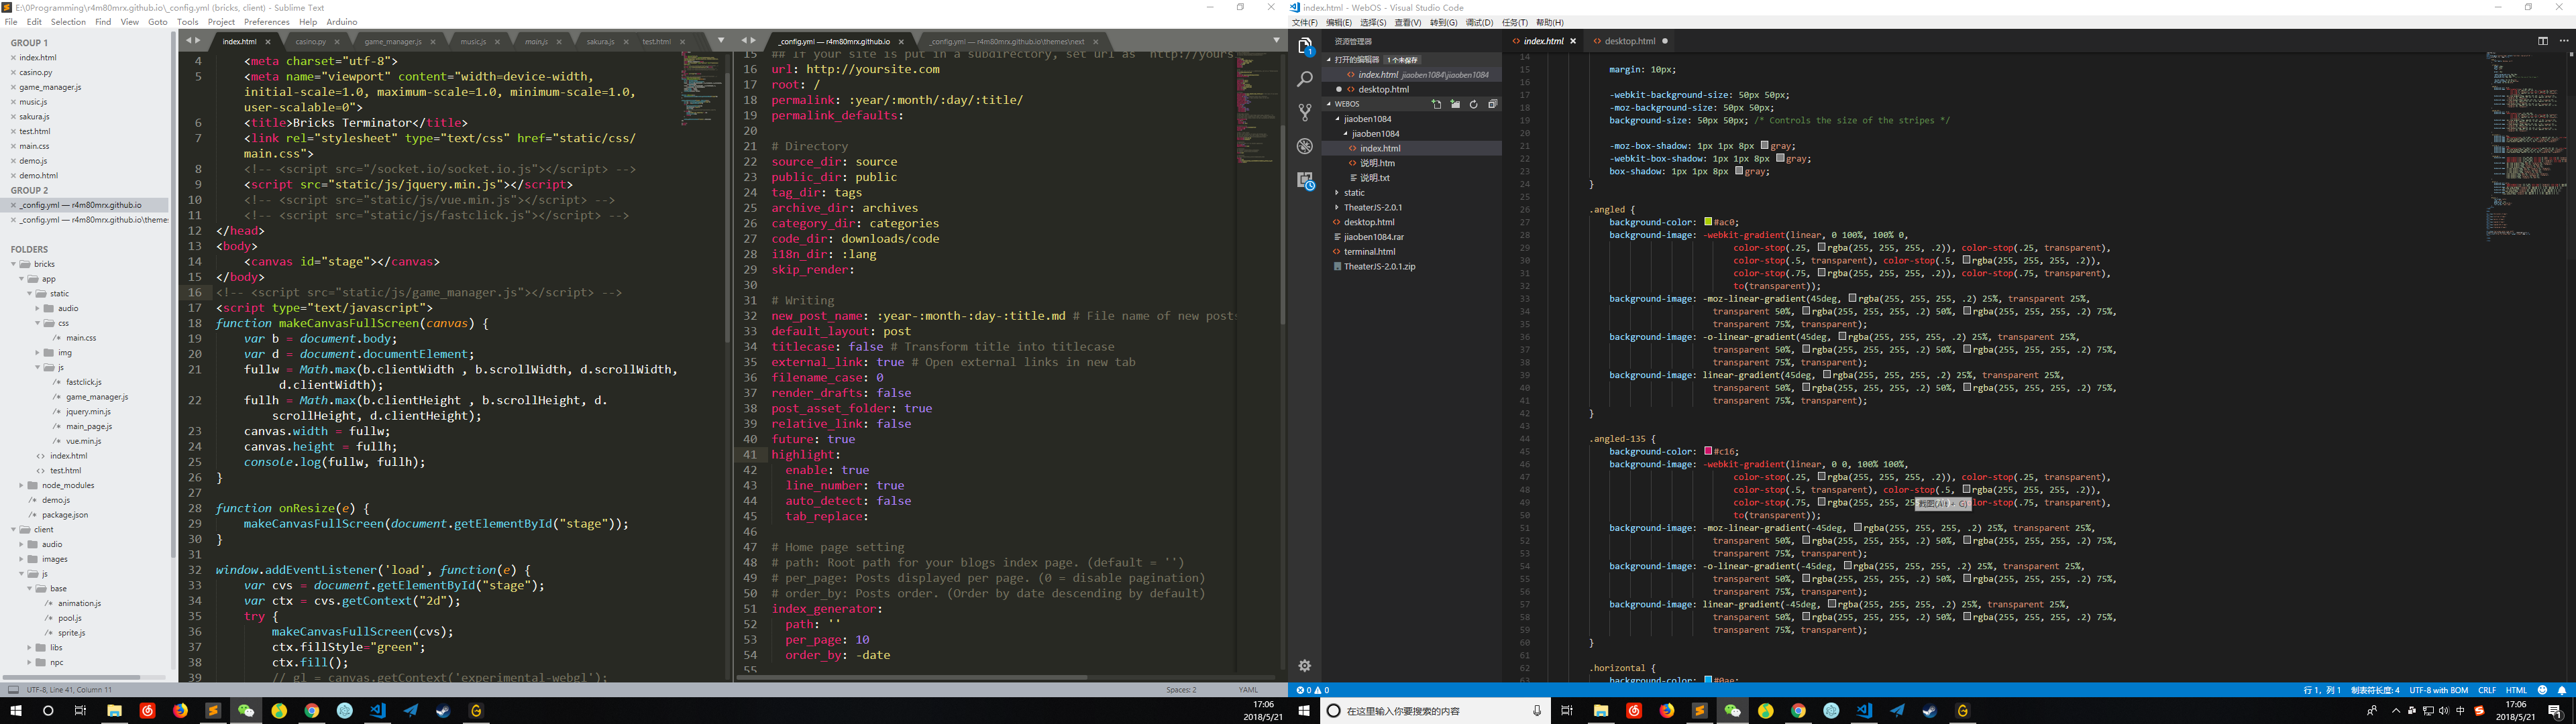 E:\0Programming\r4m80mrx.github.io\_config.yml (bricks, client) - Sublime Text
File Edit Selection Find View Goto Tools Project Preferences Help Arduino
GROUP 1
index.html
casino.py
game_manager.js
music.js
sakura.js
test.html
main.css
demo.js
demo.html
GROUP 2
_config.yml — r4m80mrx.github.io
_config.yml — r4m80mrx.github.io\themes
FOLDERS
bricks
app
static
audio
css
main.css
img
js
fastclick.js
game_manager.js
jquery.min.js
main_page.js
vue.min.js
index.html
test.html
node_modules
demo.js
package.json
client
audio
images
js
base
animation.js
pool.js
sprite.js
libs
npc
index.html casino.py game_manager.js music.js main.js sakura.js test.html
4 <meta charset="utf-8">
5 <meta name="viewport" content="width=device-width,
initial-scale=1.0, maximum-scale=1.0, minimum-scale=1.0,
user-scalable=0">
6 <title>Bricks Terminator</title>
7 <link rel="stylesheet" type="text/css" href="static/css/
main.css">
8 <!-- <script src="/socket.io/socket.io.js"></script> -->
9 <script src="static/js/jquery.min.js"></script>
10 <!-- <script src="static/js/vue.min.js"></script> -->
11 <!-- <script src="static/js/fastclick.js"></script> -->
12 </head>
13 <body>
14 <canvas id="stage"></canvas>
15 </body>
16 <!-- <script src="static/js/game_manager.js"></script> -->
17 <script type="text/javascript">
18 function makeCanvasFullScreen(canvas) {
19 var b = document.body;
20 var d = document.documentElement;
21 fullw = Math.max(b.clientWidth , b.scrollWidth, d.scrollWidth,
d.clientWidth);
22 fullh = Math.max(b.clientHeight , b.scrollHeight, d.
scrollHeight, d.clientHeight);
23 canvas.width = fullw;
24 canvas.height = fullh;
25 console.log(fullw, fullh);
26 }
27
28 function onResize(e) {
29 makeCanvasFullScreen(document.getElementById("stage"));
30 }
31
32 window.addEventListener('load', function(e) {
33 var cvs = document.getElementById("stage");
34 var ctx = cvs.getContext("2d");
35 try {
36 makeCanvasFullScreen(cvs);
37 ctx.fillStyle="green";
38 ctx.fill();
39 // gl = canvas.getContext('experimental-webgl');
_config.yml — r4m80mrx.github.io _config.yml — r4m80mrx.github.io\themes\next
15 ## If your site is put in a subdirectory, set url as 'http://yours
16 url: http://yoursite.com
17 root: /
18 permalink: :year/:month/:day/:title/
19 permalink_defaults:
20
21 # Directory
22 source_dir: source
23 public_dir: public
24 tag_dir: tags
25 archive_dir: archives
26 category_dir: categories
27 code_dir: downloads/code
28 i18n_dir: :lang
29 skip_render:
30
31 # Writing
32 new_post_name: :year-:month-:day-:title.md # File name of new posts
33 default_layout: post
34 titlecase: false # Transform title into titlecase
35 external_link: true # Open external links in new tab
36 filename_case: 0
37 render_drafts: false
38 post_asset_folder: true
39 relative_link: false
40 future: true
41 highlight:
42 enable: true
43 line_number: true
44 auto_detect: false
45 tab_replace:
46
47 # Home page setting
48 # path: Root path for your blogs index page. (default = '')
49 # per_page: Posts displayed per page. (0 = disable pagination)
50 # order_by: Posts order. (Order by date descending by default)
51 index_generator:
52 path: ''
53 per_page: 10
54 order_by: -date
55
UTF-8, Line 41, Column 11 Spaces: 2 YAML
17:06
2018/5/21
index.html - WebOS - Visual Studio Code
文件(F) 编辑(E) 选择(S) 查看(V) 转到(G) 调试(D) 任务(T) 帮助(H)
1
资源管理器
打开的编辑器 1 个未保存
index.html jiaoben1084\jiaoben1084
desktop.html
WEBOS
jiaoben1084
jiaoben1084
index.html
说明.htm
说明.txt
static
TheaterJS-2.0.1
desktop.html
jiaoben1084.rar
terminal.html
TheaterJS-2.0.1.zip
index.html desktop.html
14
15 margin: 10px;
16
17 -webkit-background-size: 50px 50px;
18 -moz-background-size: 50px 50px;
19 background-size: 50px 50px; /* Controls the size of the stripes */
20
21 -moz-box-shadow: 1px 1px 8px gray;
22 -webkit-box-shadow: 1px 1px 8px gray;
23 box-shadow: 1px 1px 8px gray;
24 }
25
26 .angled {
27 background-color: #ac0;
28 background-image: -webkit-gradient(linear, 0 100%, 100% 0,
29 color-stop(.25, rgba(255, 255, 255, .2)), color-stop(.25, transparent),
30 color-stop(.5, transparent), color-stop(.5, rgba(255, 255, 255, .2)),
31 color-stop(.75, rgba(255, 255, 255, .2)), color-stop(.75, transparent),
32 to(transparent));
33 background-image: -moz-linear-gradient(45deg, rgba(255, 255, 255, .2) 25%, transparent 25%,
34 transparent 50%, rgba(255, 255, 255, .2) 50%, rgba(255, 255, 255, .2) 75%,
35 transparent 75%, transparent);
36 background-image: -o-linear-gradient(45deg, rgba(255, 255, 255, .2) 25%, transparent 25%,
37 transparent 50%, rgba(255, 255, 255, .2) 50%, rgba(255, 255, 255, .2) 75%,
38 transparent 75%, transparent);
39 background-image: linear-gradient(45deg, rgba(255, 255, 255, .2) 25%, transparent 25%,
40 transparent 50%, rgba(255, 255, 255, .2) 50%, rgba(255, 255, 255, .2) 75%,
41 transparent 75%, transparent);
42 }
43
44 .angled-135 {
45 background-color: #c16;
46 background-image: -webkit-gradient(linear, 0 0, 100% 100%,
47 color-stop(.25, rgba(255, 255, 255, .2)), color-stop(.25, transparent),
48 color-stop(.5, transparent), color-stop(.5, rgba(255, 255, 255, .2)),
49 color-stop(.75, rgba(255, 255, 25 截图(Alt + G) lor-stop(.75, transparent),
50 to(transparent));
51 background-image: -moz-linear-gradient(-45deg, rgba(255, 255, 255, .2) 25%, transparent 25%,
52 transparent 50%, rgba(255, 255, 255, .2) 50%, rgba(255, 255, 255, .2) 75%,
53 transparent 75%, transparent);
54 background-image: -o-linear-gradient(-45deg, rgba(255, 255, 255, .2) 25%, transparent 25%,
55 transparent 50%, rgba(255, 255, 255, .2) 50%, rgba(255, 255, 255, .2) 75%,
56 transparent 75%, transparent);
57 background-image: linear-gradient(-45deg, rgba(255, 255, 255, .2) 25%, transparent 25%,
58 transparent 50%, rgba(255, 255, 255, .2) 50%, rgba(255, 255, 255, .2) 75%,
59 transparent 75%, transparent);
60 }
61
62 .horizontal {
63 background-color: #0ae;
0 0 行 1，列 1 制表符长度: 4 UTF-8 with BOM CRLF HTML
在这里输入你要搜索的内容
中
17:06
2018/5/21